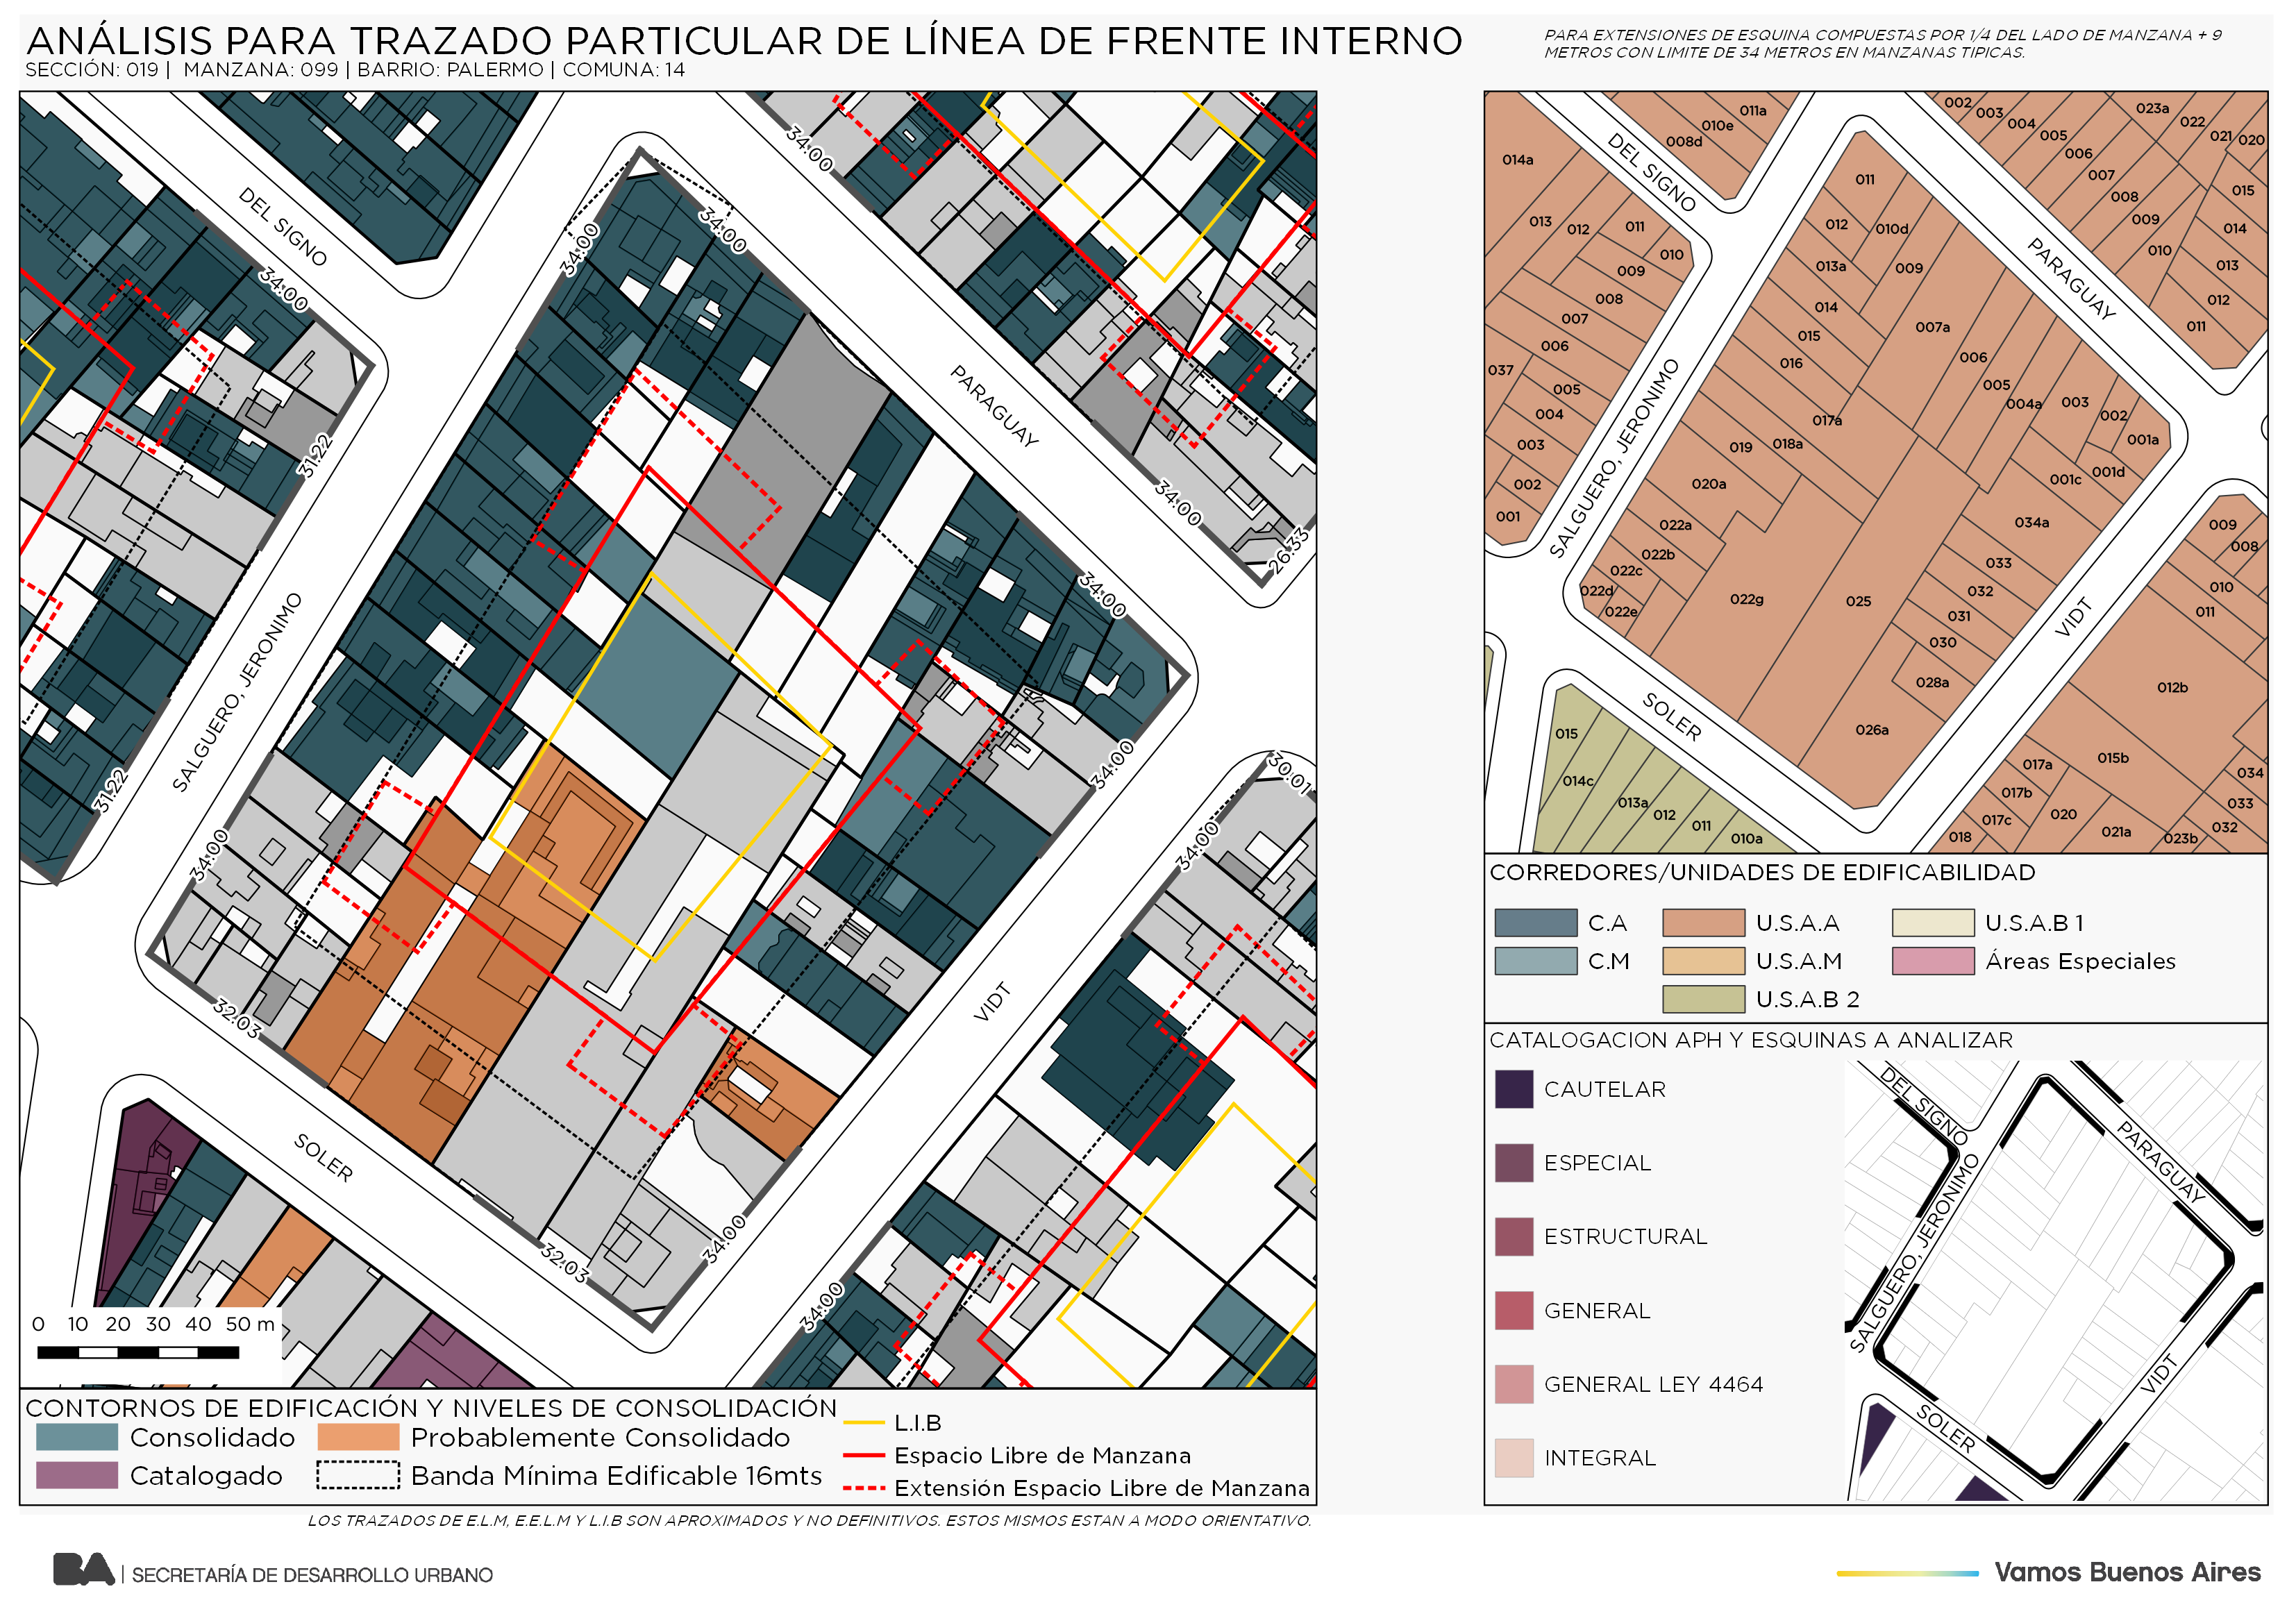 ANÁLISIS PARA TRAZADO PARTICULAR DE LÍNEA DE FRENTE INTERNO
SECCIÓN: 019 | MANZANA: 099 | BARRIO: PALERMO | COMUNA: 14
PARA EXTENSIONES DE ESQUINA COMPUESTAS POR 1/4 DEL LADO DE MANZANA + 9
METROS CON LIMITE DE 34 METROS EN MANZANAS TIPICAS.
34.00
DEL SIGNO
34.00
34.00
34.00
PARAGUAY
31.22
34.00
26.33
34.00
SALGUERO, JERONIMO
31.22
34.00
30.01
34.00
34.00
VIDT
32.03
SOLER
34.00
32.03
34.00
0 10 20 30 40 50 m
CONTORNOS DE EDIFICACIÓN Y NIVELES DE CONSOLIDACIÓN
Consolidado
Probablemente Consolidado
Catalogado
Banda Mínima Edificable 16mts
L.I.B
Espacio Libre de Manzana
Extensión Espacio Libre de Manzana
LOS TRAZADOS DE E.L.M, E.E.L.M Y L.I.B SON APROXIMADOS Y NO DEFINITIVOS. ESTOS MISMOS ESTAN A MODO ORIENTATIVO.
014a
013
012
011
010
009
008
007
006
037
005
004
003
002
001
DEL SIGNO
011a
010e
008d
002
003
004
005
006
007
008
009
010
023a
022
021
020
015
014
013
012
011
PARAGUAY
011
012
010d
013a
009
014
007a
015
016
006
005
004a
003
002
001a
017a
018a
019
001d
001c
020a
034a
022a
022b
033
022c
022d
022e
032
022g
025
031
030
028a
026a
SALGUERO, JERONIMO
VIDT
SOLER
009
008
010
011
012b
015b
017a
017b
017c
018
020
021a
023b
034
033
032
015
014c
013a
012
011
010a
CORREDORES/UNIDADES DE EDIFICABILIDAD
C.A
U.S.A.A
U.S.A.B 1
C.M
U.S.A.M
Áreas Especiales
U.S.A.B 2
CATALOGACION APH Y ESQUINAS A ANALIZAR
CAUTELAR
ESPECIAL
ESTRUCTURAL
GENERAL
GENERAL LEY 4464
INTEGRAL
DEL SIGNO
PARAGUAY
SALGUERO, JERONIMO
SOLER
VIDT
BA | SECRETARÍA DE DESARROLLO URBANO
Vamos Buenos Aires